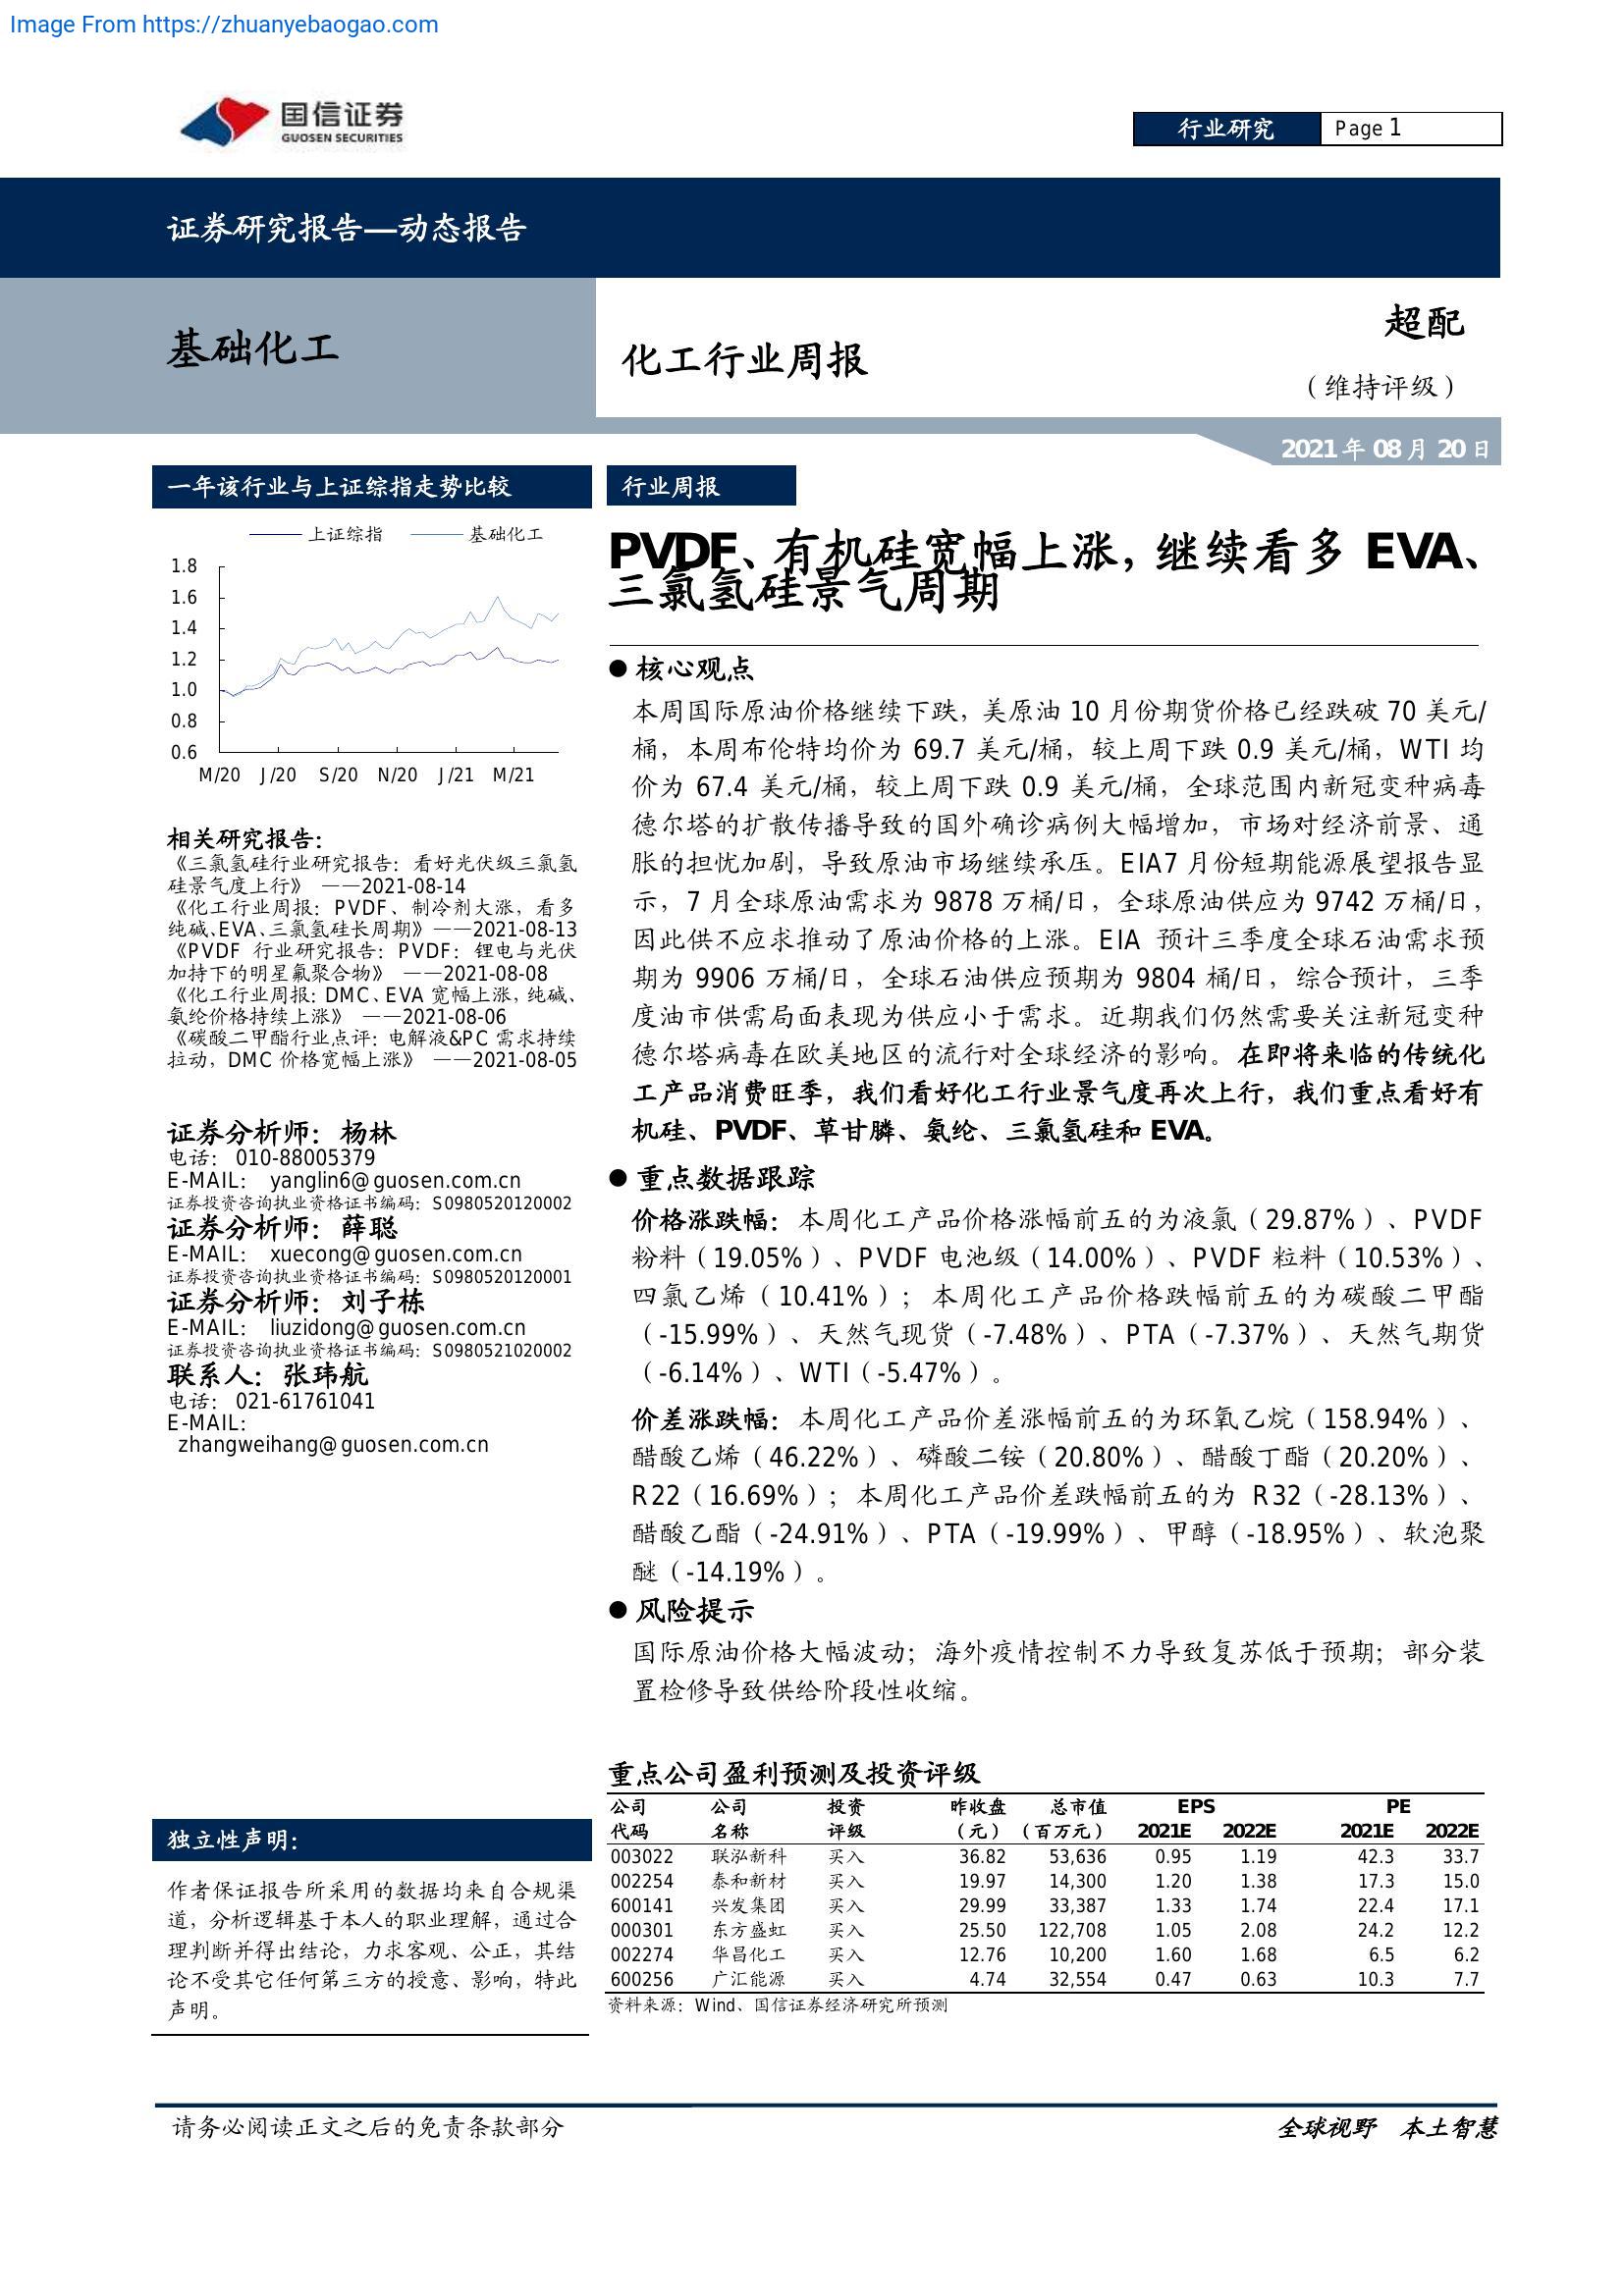 Image From https://zhuanyebaogao.com
国信证券
GUOSEN SECURITIES
行业研究
Page 1
证券研究报告—动态报告
基础化工
化工行业周报
超配
（维持评级）
2021 年 08 月 20 日
一年该行业与上证综指走势比较
上证综指 基础化工
1.8
1.6
1.4
1.2
1.0
0.8
0.6
M/20 J/20 S/20 N/20 J/21 M/21
相关研究报告：
《三氯氢硅行业研究报告：看好光伏级三氯氢
硅景气度上行》 ——2021-08-14
《化工行业周报：PVDF、制冷剂大涨，看多
纯碱、EVA、三氯氢硅长周期》——2021-08-13
《PVDF 行业研究报告：PVDF：锂电与光伏
加持下的明星氟聚合物》 ——2021-08-08
《化工行业周报：DMC、EVA 宽幅上涨，纯碱、
氨纶价格持续上涨》 ——2021-08-06
《碳酸二甲酯行业点评：电解液&PC 需求持续
拉动，DMC 价格宽幅上涨》 ——2021-08-05
证券分析师：杨林
电话： 010-88005379
E-MAIL： yanglin6@guosen.com.cn
证券投资咨询执业资格证书编码：S0980520120002
证券分析师：薛聪
E-MAIL： xuecong@guosen.com.cn
证券投资咨询执业资格证书编码：S0980520120001
证券分析师：刘子栋
E-MAIL： liuzidong@guosen.com.cn
证券投资咨询执业资格证书编码：S0980521020002
联系人：张玮航
电话： 021-61761041
E-MAIL：
zhangweihang@guosen.com.cn
独立性声明：
作者保证报告所采用的数据均来自合规渠
道，分析逻辑基于本人的职业理解，通过合
理判断并得出结论，力求客观、公正，其结
论不受其它任何第三方的授意、影响，特此
声明。
行业周报
PVDF、有机硅宽幅上涨，继续看多 EVA、
三氯氢硅景气周期
● 核心观点
本周国际原油价格继续下跌，美原油 10 月份期货价格已经跌破 70 美元/
桶，本周布伦特均价为 69.7 美元/桶，较上周下跌 0.9 美元/桶，WTI 均
价为 67.4 美元/桶，较上周下跌 0.9 美元/桶，全球范围内新冠变种病毒
德尔塔的扩散传播导致的国外确诊病例大幅增加，市场对经济前景、通
胀的担忧加剧，导致原油市场继续承压。EIA7 月份短期能源展望报告显
示，7 月全球原油需求为 9878 万桶/日，全球原油供应为 9742 万桶/日，
因此供不应求推动了原油价格的上涨。EIA 预计三季度全球石油需求预
期为 9906 万桶/日，全球石油供应预期为 9804 桶/日，综合预计，三季
度油市供需局面表现为供应小于需求。近期我们仍然需要关注新冠变种
德尔塔病毒在欧美地区的流行对全球经济的影响。在即将来临的传统化
工产品消费旺季，我们看好化工行业景气度再次上行，我们重点看好有
机硅、PVDF、草甘膦、氨纶、三氯氢硅和 EVA。
● 重点数据跟踪
价格涨跌幅：本周化工产品价格涨幅前五的为液氯（29.87%）、PVDF
粉料（19.05%）、PVDF 电池级（14.00%）、PVDF 粒料（10.53%）、
四氯乙烯（10.41%）；本周化工产品价格跌幅前五的为碳酸二甲酯
（-15.99%）、天然气现货（-7.48%）、PTA（-7.37%）、天然气期货
（-6.14%）、WTI（-5.47%）。
价差涨跌幅：本周化工产品价差涨幅前五的为环氧乙烷（158.94%）、
醋酸乙烯（46.22%）、磷酸二铵（20.80%）、醋酸丁酯（20.20%）、
R22（16.69%）；本周化工产品价差跌幅前五的为 R32（-28.13%）、
醋酸乙酯（-24.91%）、PTA（-19.99%）、甲醇（-18.95%）、软泡聚
醚（-14.19%）。
● 风险提示
国际原油价格大幅波动；海外疫情控制不力导致复苏低于预期；部分装
置检修导致供给阶段性收缩。
重点公司盈利预测及投资评级
公司 公司 投资 昨收盘 总市值 EPS PE
代码 名称 评级 （元） （百万元） 2021E 2022E 2021E 2022E
003022 联泓新科 买入 36.82 53,636 0.95 1.19 42.3 33.7
002254 泰和新材 买入 19.97 14,300 1.20 1.38 17.3 15.0
600141 兴发集团 买入 29.99 33,387 1.33 1.74 22.4 17.1
000301 东方盛虹 买入 25.50 122,708 1.05 2.08 24.2 12.2
002274 华昌化工 买入 12.76 10,200 1.60 1.68 6.5 6.2
600256 广汇能源 买入 4.74 32,554 0.47 0.63 10.3 7.7
资料来源：Wind、国信证券经济研究所预测
请务必阅读正文之后的免责条款部分
全球视野 本土智慧